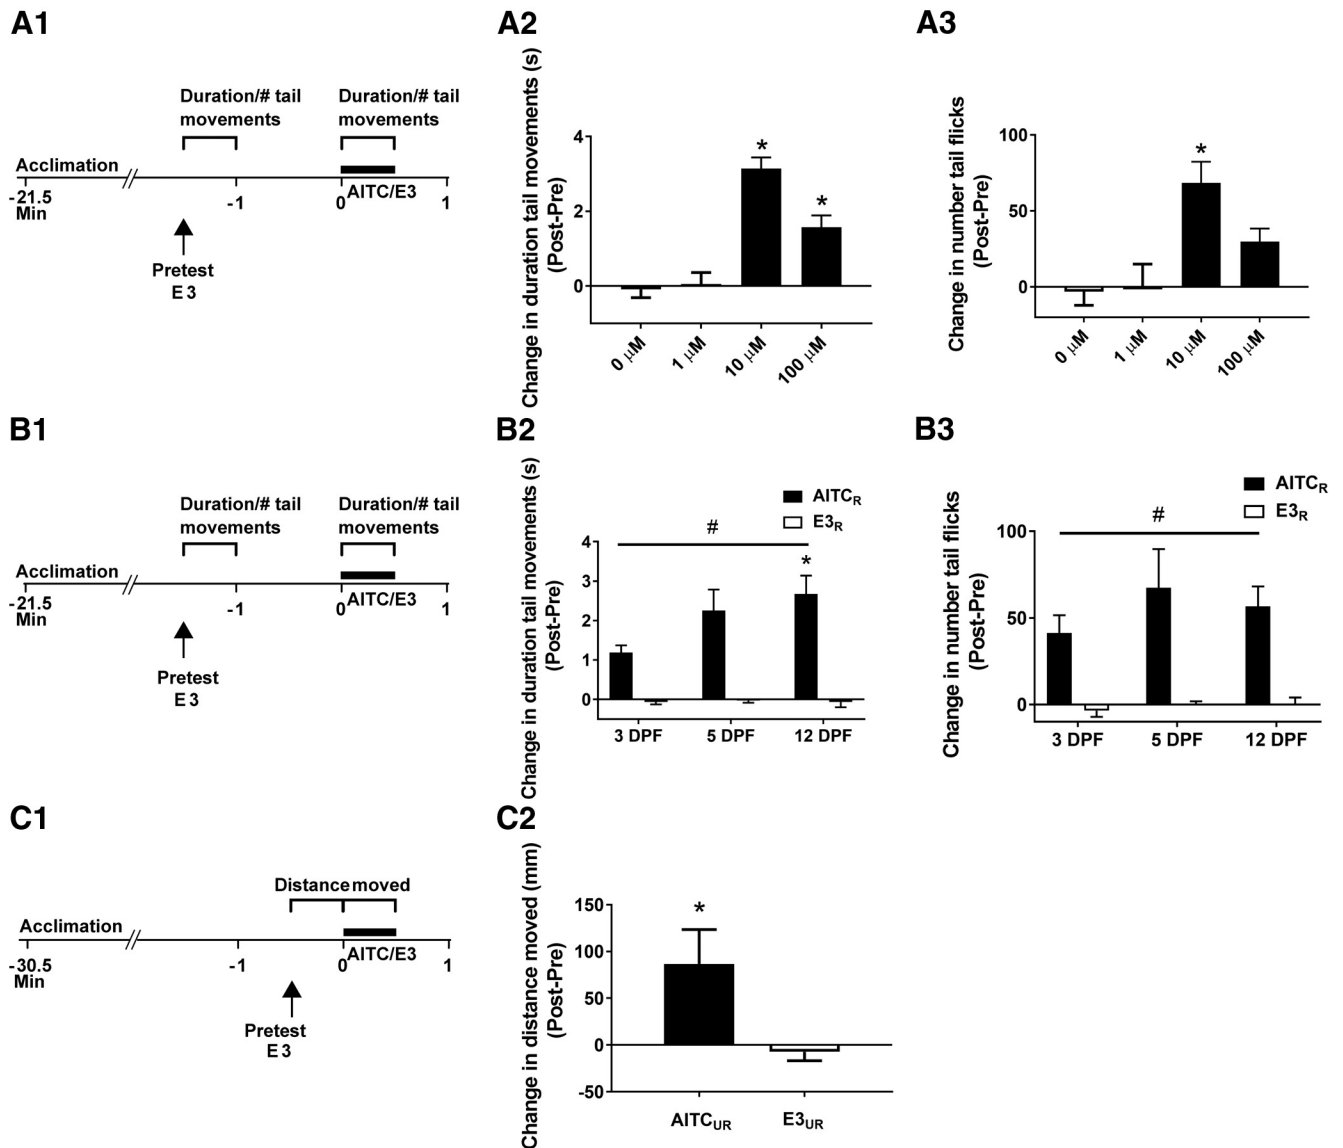 A1
Duration/# tail
movements
Duration/# tail
movements
Acclimation
-21.5
Min
-1
0
AITC/E3
1
Pretest
E 3
A2
Change in duration tail movements (s)
(Post-Pre)
4
2
0
*
*
0 μM
1 μM
10 μM
100 μM
A3
Change in number tail flicks
(Post-Pre)
100
50
0
*
0 μM
1 μM
10 μM
100 μM
B1
Duration/# tail
movements
Duration/# tail
movements
Acclimation
-21.5
Min
-1
0
AITC/E3
1
Pretest
E 3
B2
Change in duration tail movements (s)
(Post-Pre)
AITCR
E3R
#
*
4
3
2
1
0
3 DPF
5 DPF
12 DPF
B3
Change in number tail flicks
(Post-Pre)
AITCR
E3R
#
100
50
0
3 DPF
5 DPF
12 DPF
C1
Distance moved
Acclimation
-30.5
Min
-1
0
AITC/E3
1
Pretest
E 3
C2
Change in distance moved (mm)
(Post-Pre)
150
100
50
0
-50
*
AITCUR
E3UR